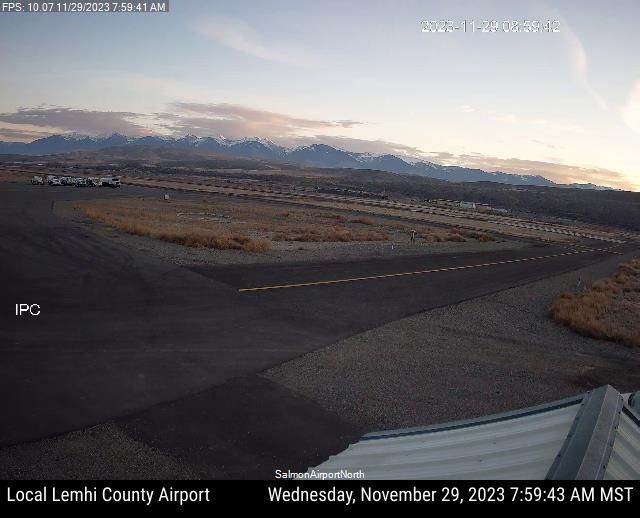 FPS: 10.07 11/29/2023 7:59:41 AM
2023-11-29 08:59:42
IPC
SalmonAirportNorth
Local Lemhi County Airport
Wednesday, November 29, 2023 7:59:43 AM MST